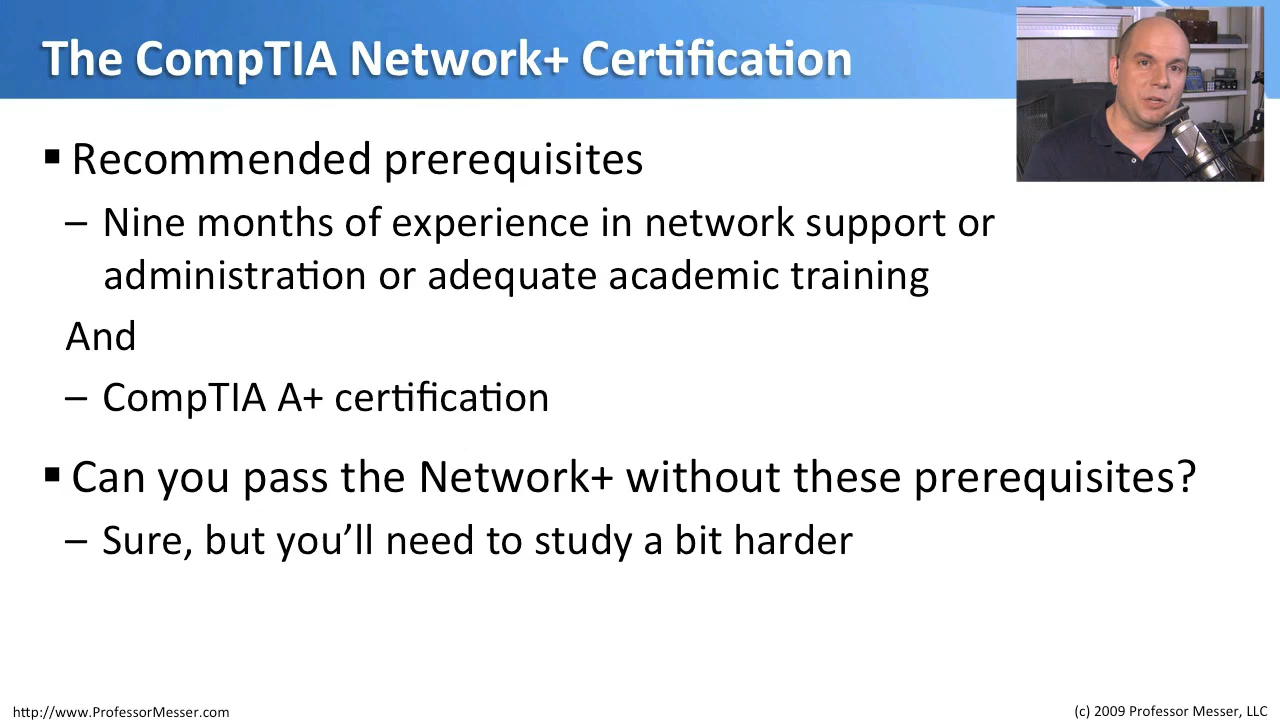 The CompTIA Network+ Certification
▪ Recommended prerequisites
– Nine months of experience in network support or
administration or adequate academic training
And
– CompTIA A+ certification
▪ Can you pass the Network+ without these prerequisites?
– Sure, but you’ll need to study a bit harder
http://www.ProfessorMesser.com
(c) 2009 Professor Messer, LLC